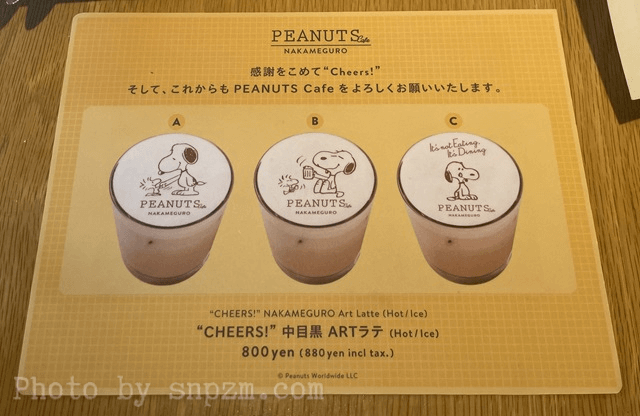 PEANUTS Cafe
NAKAMEGURO
感謝をこめて“Cheers!”
そして、これからも PEANUTS Cafe をよろしくお願いいたします。
A
B
C
PEANUTS Cafe
NAKAMEGURO
PEANUTS Cafe
NAKAMEGURO
It's not Eating.
It's Dining
PEANUTS Cafe
NAKAMEGURO
“CHEERS!” NAKAMEGURO Art Latte (Hot/Ice)
“CHEERS!” 中目黒 ARTラテ (Hot/Ice)
800yen (880yen incl tax.)
© Peanuts Worldwide LLC
Photo by snpzm.com